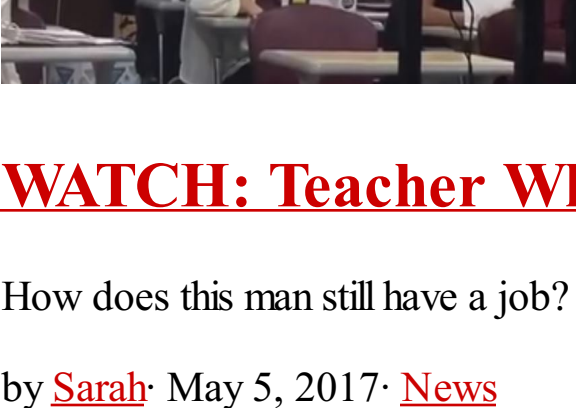 WATCH: Teacher
How does this man still have a job?
by Sarah· May 5, 2017· News